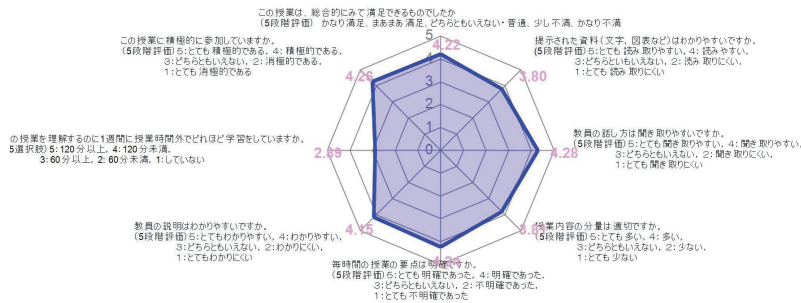 この授業は、総合的にみて満足できるものでしたか
(5段階評価) かなり満足、まあまあ満足、どちらともいえない・普通、少し不満、かなり不満
5
4.22
4
3
2
1
0
提示された資料(文字、図表など)はわかりやすいですか。
(5段階評価)5:とても読み取りやすい、4:読みやすい、
3:どちらといもいえない、2:読み取りにくい、
1:とても読み取りにくい
3.80
教員の話し方は聞き取りやすいですか。
(5段階評価)5:とても聞き取りやすい、4:聞き取りやすい、
3:どちらともいえない、2:聞き取りにくい、
1:とても聞き取りにくい
4.28
授業内容の分量は適切ですか。
(5段階評価)5:とても多い、4:多い、
3:どちらともいえない、2:少ない、
1:とても少ない
毎時間の授業の要点は明確ですか。
(5段階評価)5:とても明確であった、4:明確であった、
3:どちらともいえない、2:不明確であった、
1:とても不明確であった
4.24
教員の説明はわかりやすいですか。
(5段階評価)5:とてもわかりやすい、4:わかりやすい、
3:どちらともいえない、2:わかりにくい、
1:とてもわかりにくい
4.15
の授業を理解するのに1週間に授業時間外でどれほど学習をしていますか。
5選択肢)5:120分以上、4:120分未満、
3:60分以上、2:60分未満、1:していない
2.89
この授業に積極的に参加していますか。
(5段階評価)5:とても積極的である、4:積極的である、
3:どちらともいえない、2:消極的である、
1:とても消極的である
4.26